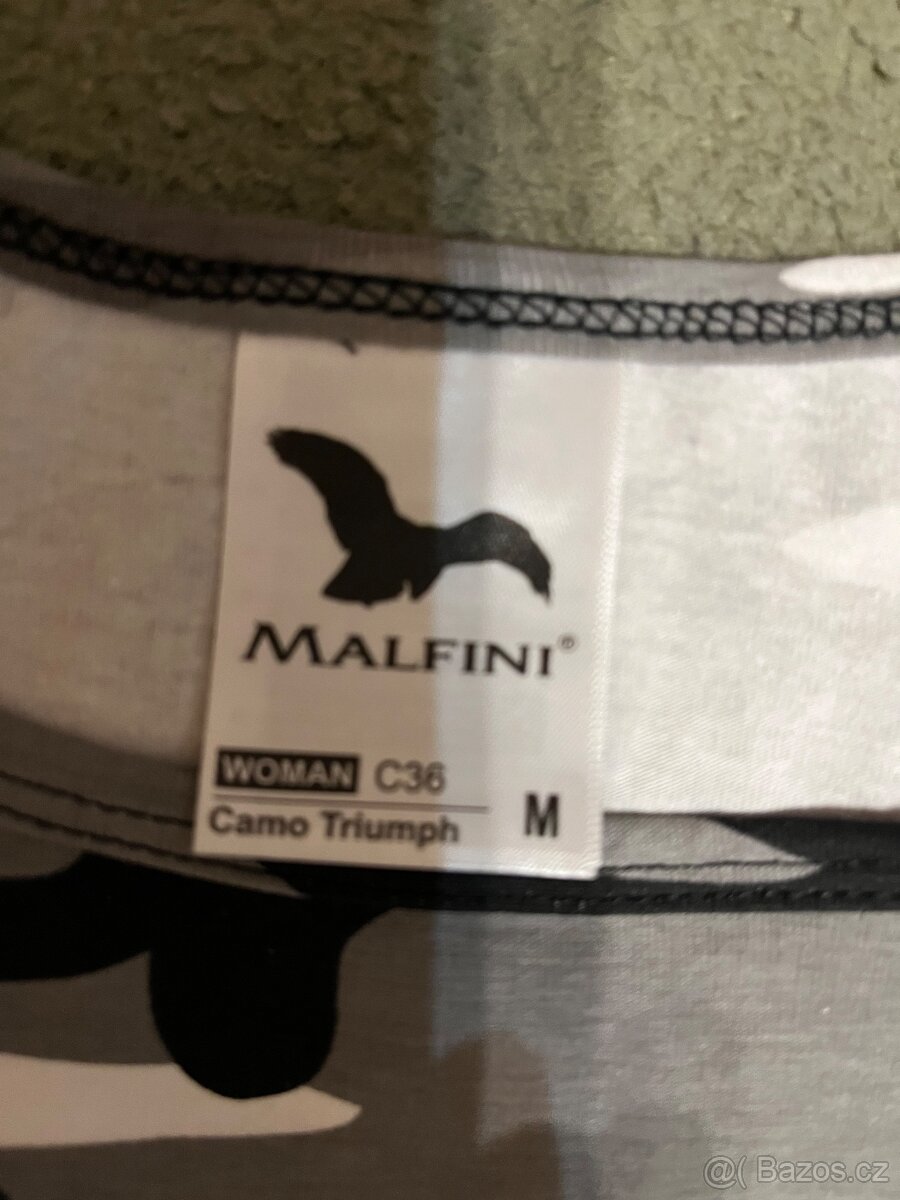 MALFINI®
WOMAN C36
Camo Triumph M
@( Bazos.cz